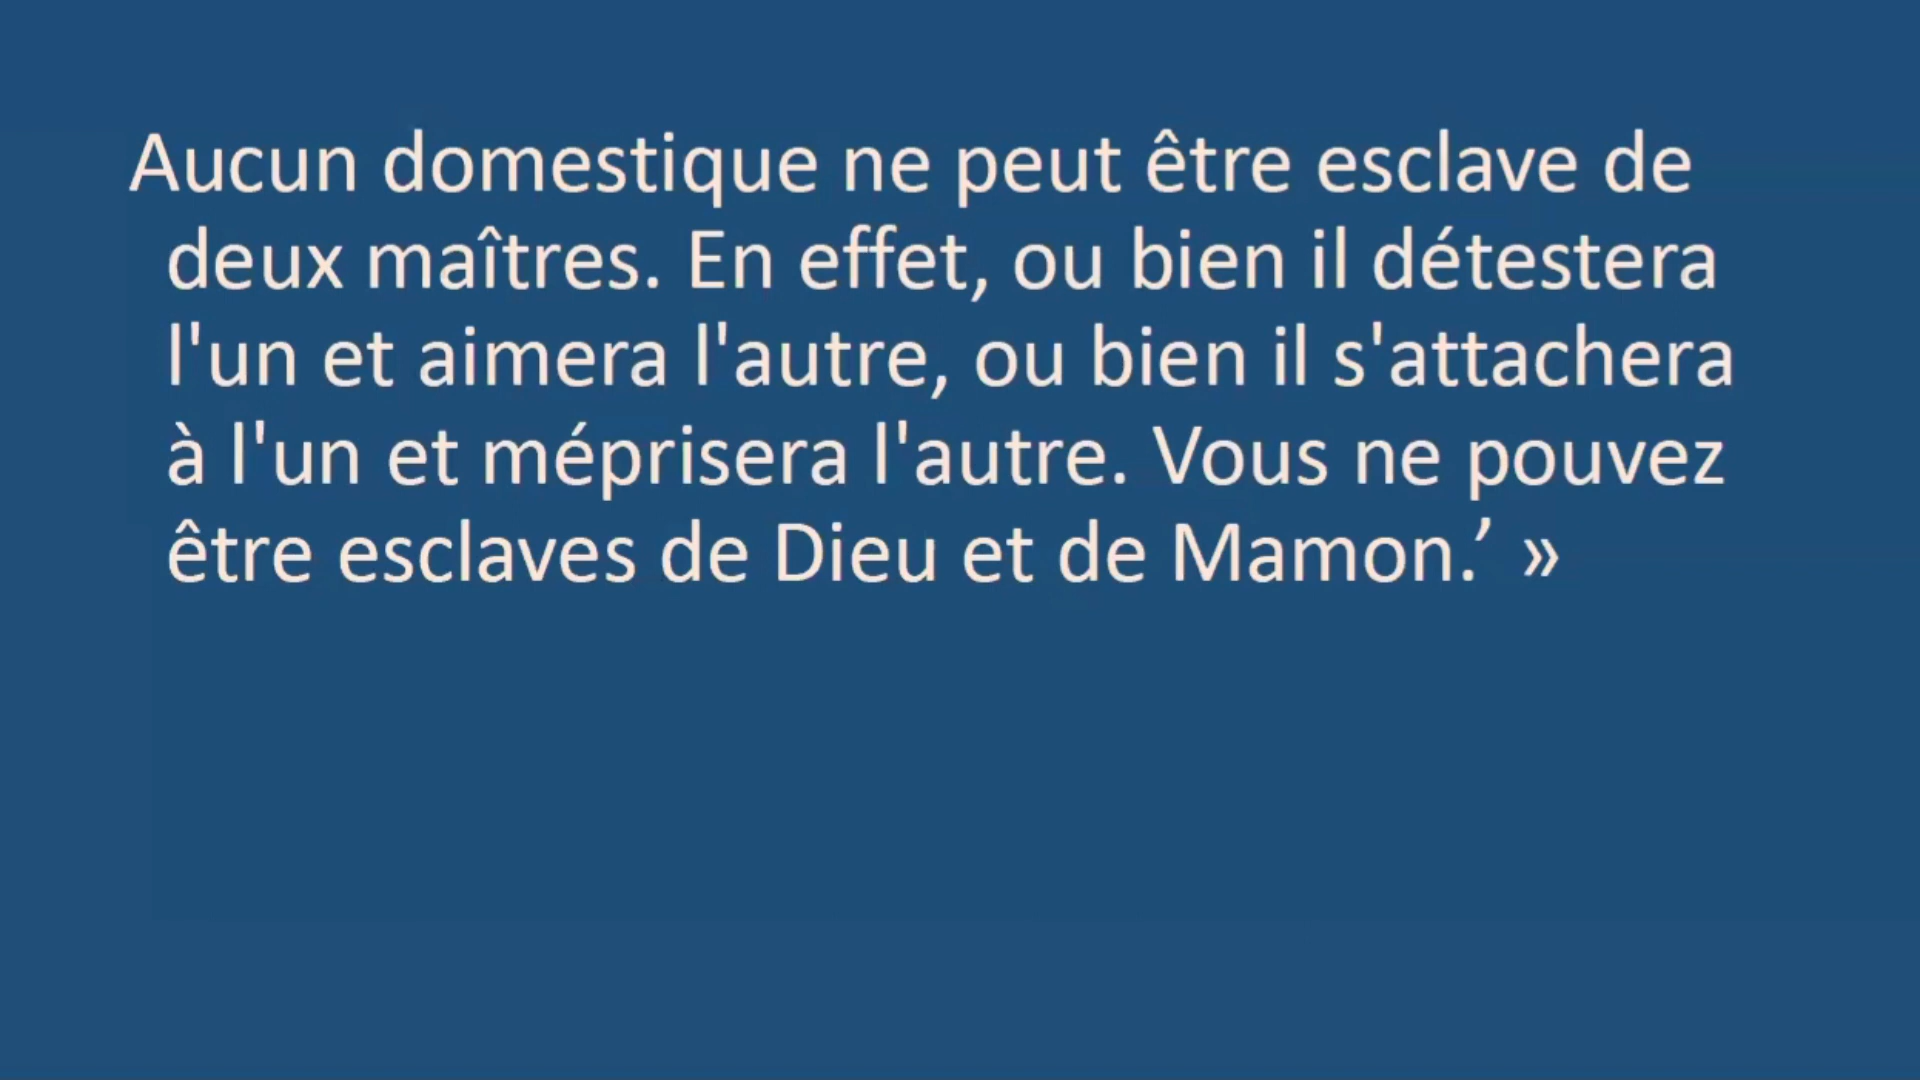 Aucun domestique ne peut être esclave de
deux maîtres. En effet, ou bien il détestera
l'un et aimera l'autre, ou bien il s'attachera
à l'un et méprisera l'autre. Vous ne pouvez
être esclaves de Dieu et de Mamon.’ »